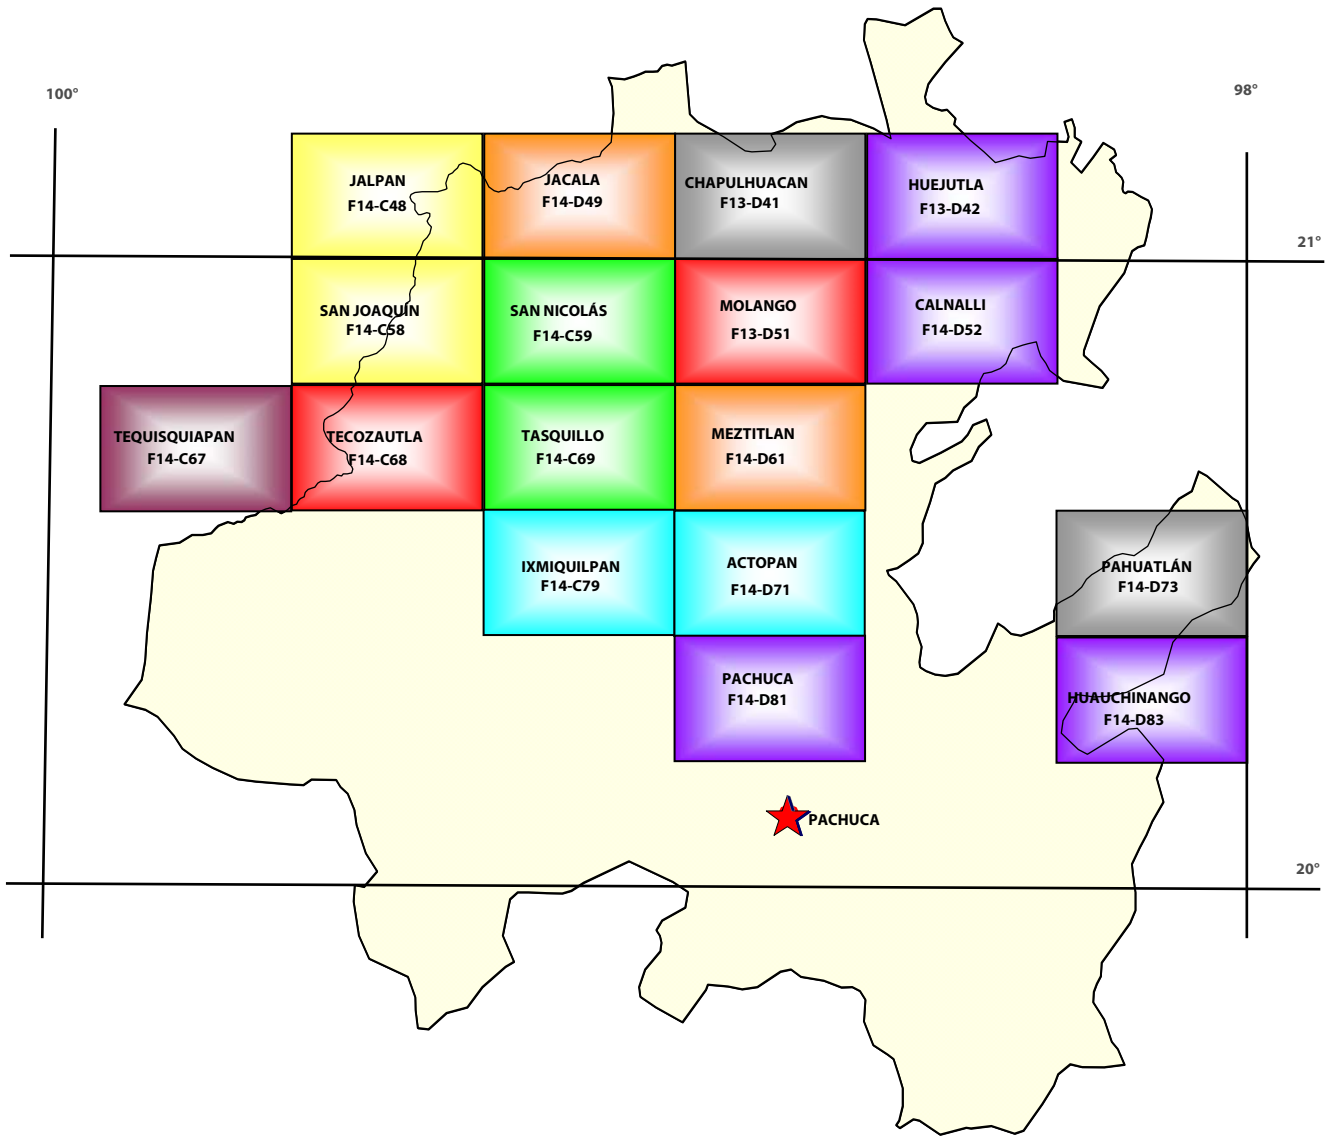 100°
98°
JALPAN
F14-C48
JACALA
F14-D49
CHAPULHUACAN
F13-D41
HUEJUTLA
F13-D42
21°
SAN JOAQUÍN
F14-C58
SAN NICOLÁS
F14-C59
MOLANGO
F13-D51
CALNALLI
F14-D52
TEQUISQUIAPAN
F14-C67
TECOZAUTLA
F14-C68
TASQUILLO
F14-C69
MEZTITLAN
F14-D61
IXMIQUILPAN
F14-C79
ACTOPAN
F14-D71
PAHUATLÁN
F14-D73
PACHUCA
F14-D81
HUAUCHINANGO
F14-D83
PACHUCA
20°